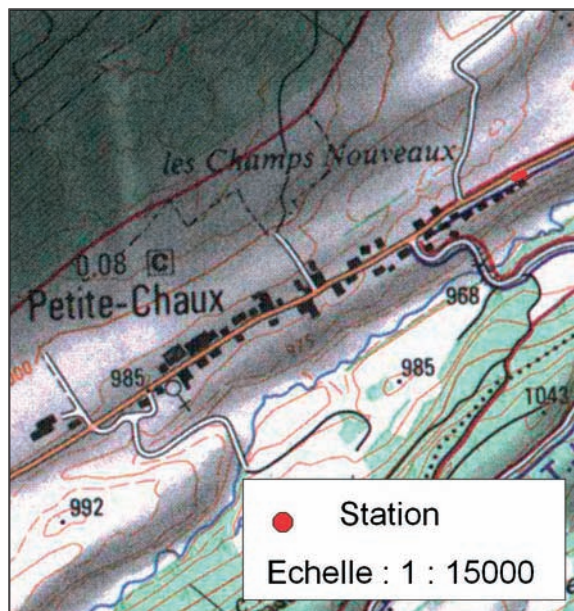 les Champs Nouveaux
0.08 C
Petite-Chaux
968
975
985
985
1043
992
Station
Echelle : 1 : 15000